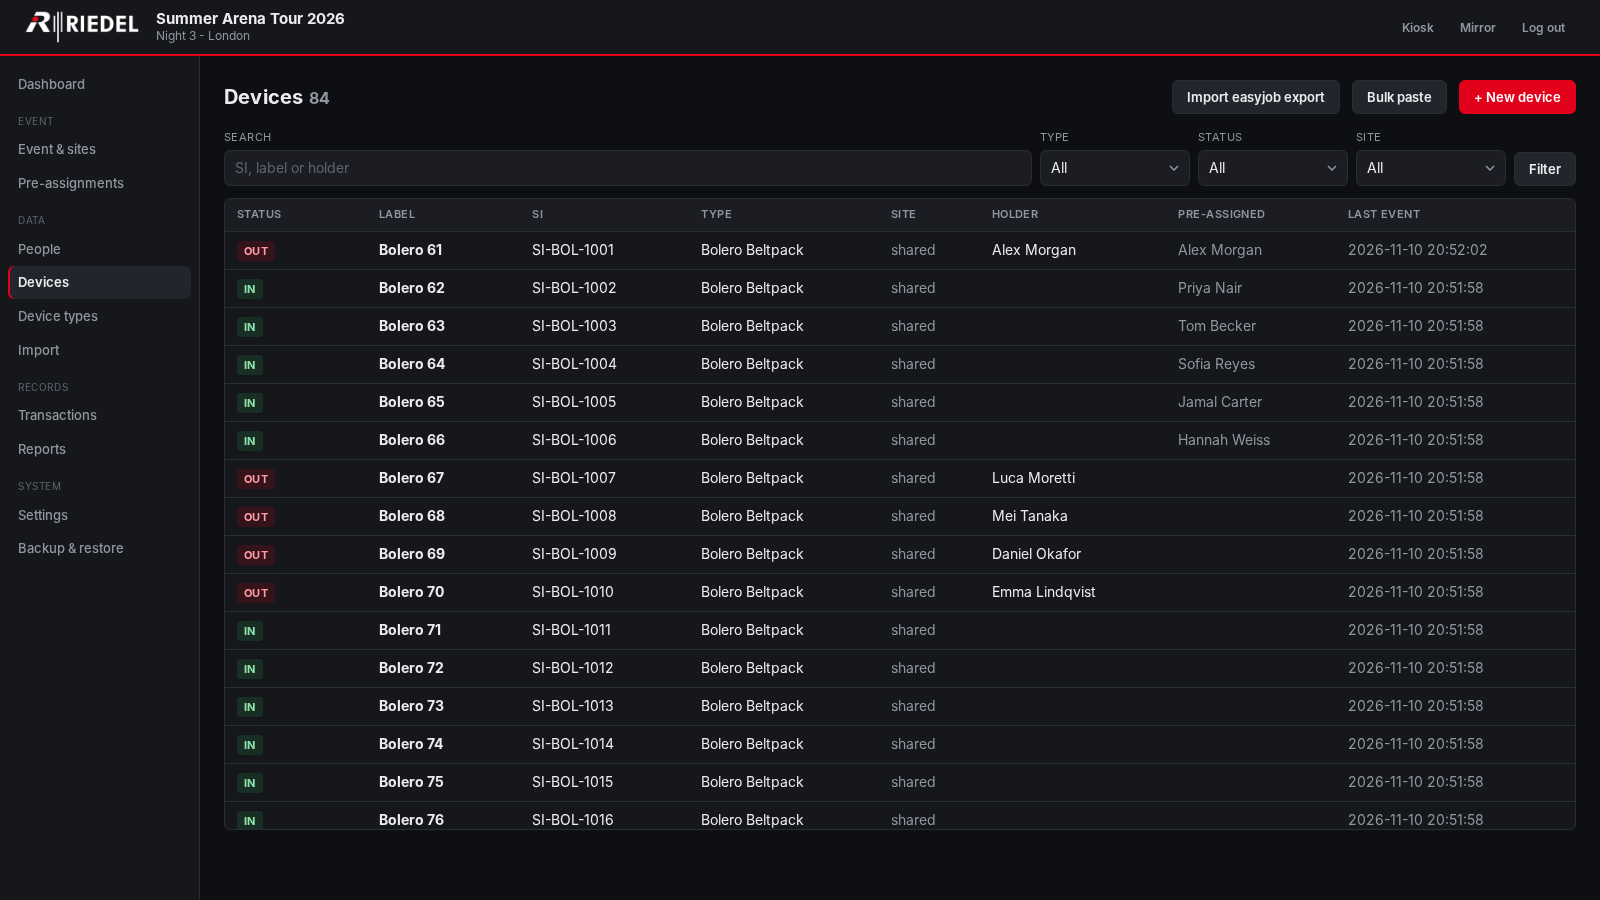 RIEDEL
Summer Arena Tour 2026
Night 3 - London
Kiosk Mirror Log out
Dashboard
EVENT
Event & sites
Pre-assignments
DATA
People
Devices
Device types
Import
RECORDS
Transactions
Reports
SYSTEM
Settings
Backup & restore
Devices 84
Import easyjob export Bulk paste + New device
SEARCH TYPE STATUS SITE
SI, label or holder All All All Filter
STATUS LABEL SI TYPE SITE HOLDER PRE-ASSIGNED LAST EVENT
OUT Bolero 61 SI-BOL-1001 Bolero Beltpack shared Alex Morgan Alex Morgan 2026-11-10 20:52:02
IN Bolero 62 SI-BOL-1002 Bolero Beltpack shared Priya Nair 2026-11-10 20:51:58
IN Bolero 63 SI-BOL-1003 Bolero Beltpack shared Tom Becker 2026-11-10 20:51:58
IN Bolero 64 SI-BOL-1004 Bolero Beltpack shared Sofia Reyes 2026-11-10 20:51:58
IN Bolero 65 SI-BOL-1005 Bolero Beltpack shared Jamal Carter 2026-11-10 20:51:58
IN Bolero 66 SI-BOL-1006 Bolero Beltpack shared Hannah Weiss 2026-11-10 20:51:58
OUT Bolero 67 SI-BOL-1007 Bolero Beltpack shared Luca Moretti 2026-11-10 20:51:58
OUT Bolero 68 SI-BOL-1008 Bolero Beltpack shared Mei Tanaka 2026-11-10 20:51:58
OUT Bolero 69 SI-BOL-1009 Bolero Beltpack shared Daniel Okafor 2026-11-10 20:51:58
OUT Bolero 70 SI-BOL-1010 Bolero Beltpack shared Emma Lindqvist 2026-11-10 20:51:58
IN Bolero 71 SI-BOL-1011 Bolero Beltpack shared 2026-11-10 20:51:58
IN Bolero 72 SI-BOL-1012 Bolero Beltpack shared 2026-11-10 20:51:58
IN Bolero 73 SI-BOL-1013 Bolero Beltpack shared 2026-11-10 20:51:58
IN Bolero 74 SI-BOL-1014 Bolero Beltpack shared 2026-11-10 20:51:58
IN Bolero 75 SI-BOL-1015 Bolero Beltpack shared 2026-11-10 20:51:58
IN Bolero 76 SI-BOL-1016 Bolero Beltpack shared 2026-11-10 20:51:58